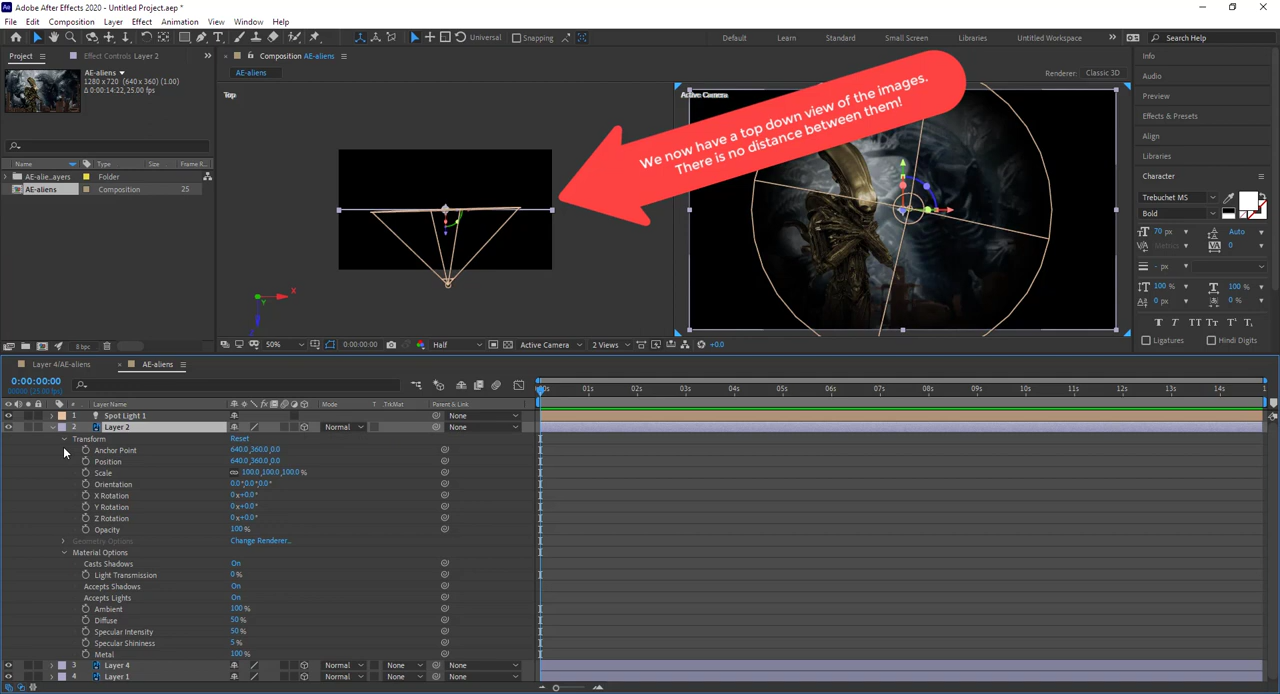 Adobe After Effects 2020 - Untitled Project.aep *
File Edit Composition Layer Effect Animation View Window Help
Universal Snapping Default Learn Standard Small Screen Libraries Untitled Workspace Search Help
Project Effect Controls Layer 2 Composition AE-aliens Info
AE-aliens
1280 x 720 (640 x 360) (1.00)
Δ 0:00:14:22, 25.00 fps
AE-aliens Renderer: Classic 3D
Top
Active Camera
We now have a top down view of the images.
There is no distance between them!
Audio
Preview
Effects & Presets
Align
Libraries
Character
Trebuchet MS
Bold
70 px Auto
Metrics 0
- px
100 % 100 %
0 px 0 %
T T TT Tt T¹ T₁
Ligatures Hindi Digits
Name Type Size Frame R...
AE-alie...ayers Folder
AE-aliens Composition 25
X
Y
Z
8 bpc
50% 0:00:00:00 Half Active Camera 2 Views +0.0
Layer 4/AE-aliens AE-aliens
0:00:00:00
00000 (25.00 fps)
# Layer Name Mode T TrkMat Parent & Link
01s 02s 03s 04s 05s 06s 07s 08s 09s 10s 11s 12s 13s 14s
1 Spot Light 1 None
2 Layer 2 Normal None
Transform Reset
Anchor Point 640.0,360.0,0.0
Position 640.0,360.0,0.0
Scale 100.0,100.0,100.0 %
Orientation 0.0°,0.0°,0.0°
X Rotation 0x+0.0°
Y Rotation 0x+0.0°
Z Rotation 0x+0.0°
Opacity 100 %
Geometry Options Change Renderer...
Material Options
Casts Shadows On
Light Transmission 0 %
Accepts Shadows On
Accepts Lights On
Ambient 100 %
Diffuse 50 %
Specular Intensity 50 %
Specular Shininess 5 %
Metal 100 %
3 Layer 4 Normal None None
4 Layer 1 Normal None None